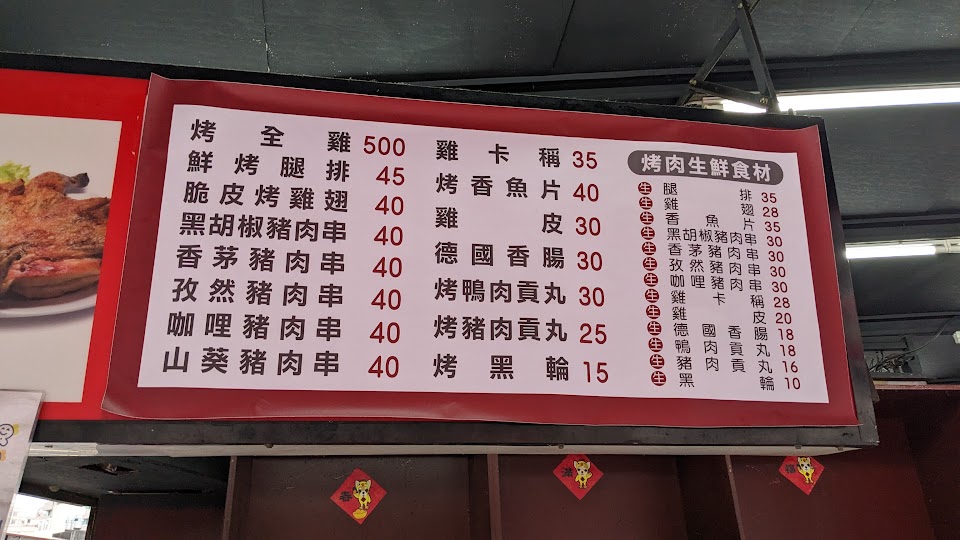 烤全雞 500
鮮烤腿排 45
脆皮烤雞翅 40
黑胡椒豬肉串 40
香茅豬肉串 40
孜然豬肉串 40
咖哩豬肉串 40
山葵豬肉串 40
雞卡稱 35
烤香魚片 40
雞皮 30
德國香腸 30
烤鴨肉貢丸 30
烤豬肉貢丸 25
烤黑輪 15
烤肉生鮮食材
生 腿排 35
生 雞翅 28
生 香魚片 35
生 黑胡椒豬肉串 30
生 香茅豬肉串 30
生 孜然豬肉串 30
生 咖哩豬肉串 30
生 雞卡稱 28
生 雞皮 20
生 德國香腸 18
生 鴨肉貢丸 18
生 豬肉貢丸 16
生 黑輪 10
春
滿
福